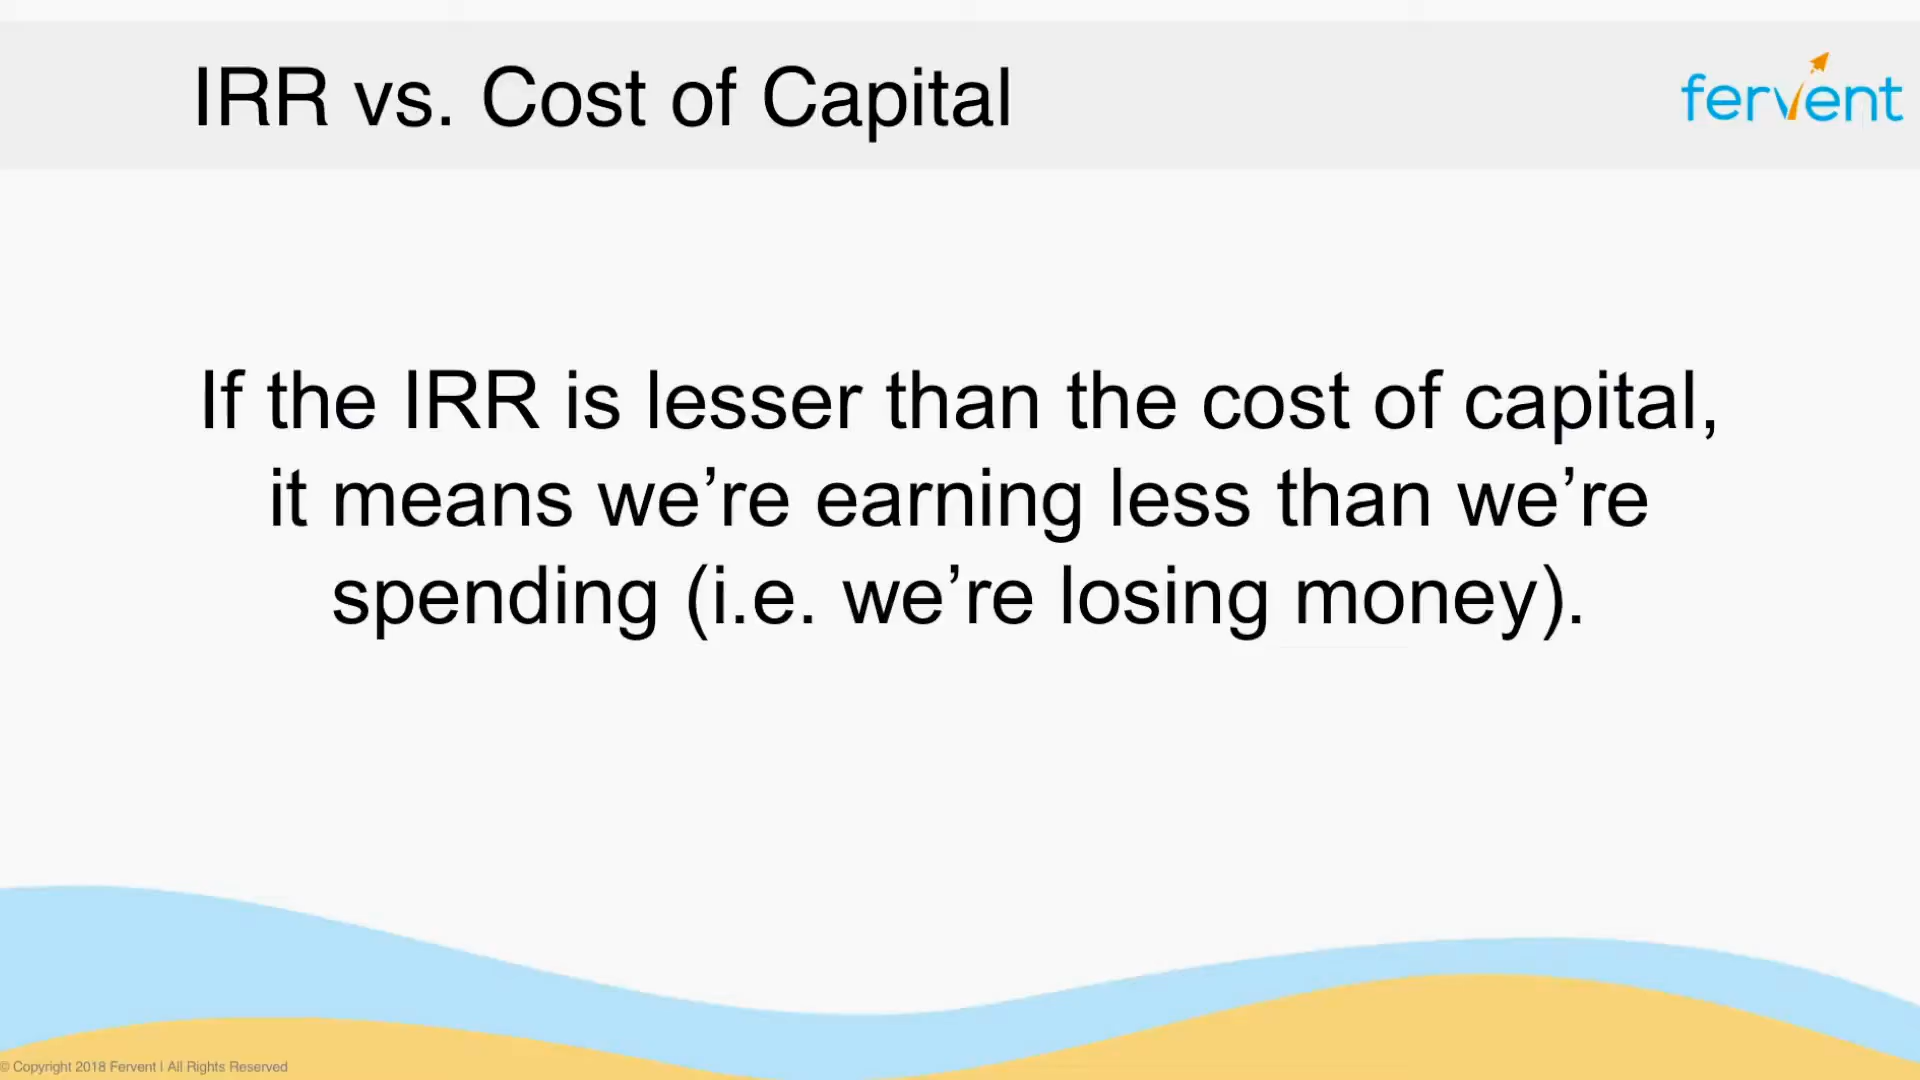 IRR vs. Cost of Capital
fervent
If the IRR is lesser than the cost of capital,
it means we’re earning less than we’re
spending (i.e. we’re losing money).
© Copyright 2018 Fervent | All Rights Reserved